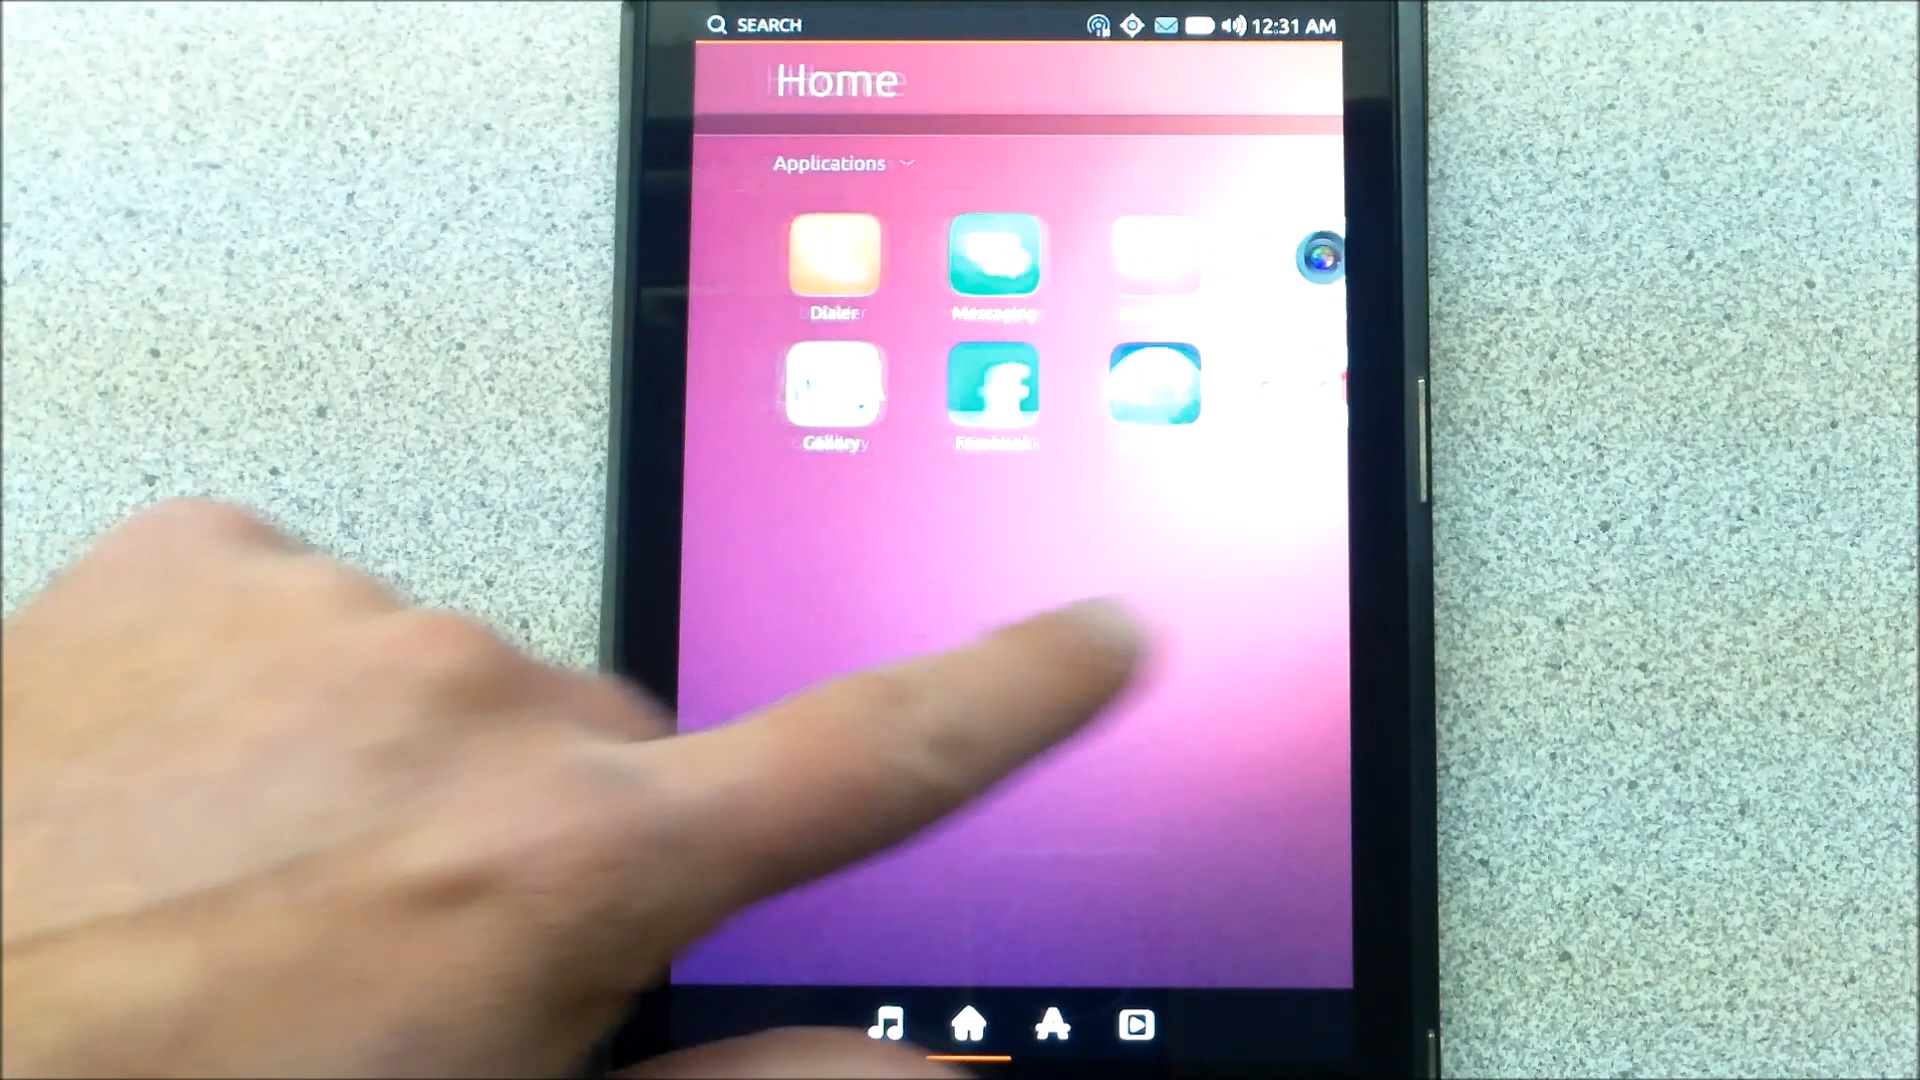 SEARCH 12:31 AM
Home
Applications
Dialer Messaging
Gallery Facebook